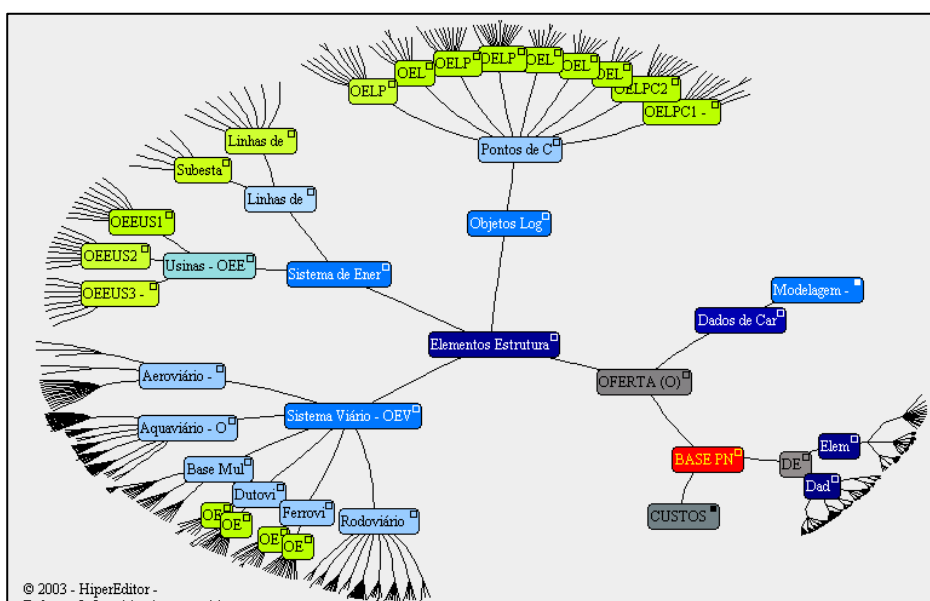 OELP
OEL
OELP
OELP
OEL
OEL
OEL
OELPC2
OELPC1 -
Linhas de
Pontos de C
Subesta
Linhas de
OEEUS1
Objetos Log
OEEUS2
Usinas - OEE
Sistema de Ener
OEEUS3 -
Modelagem -
Dados de Car
Elementos Estrutura
Aeroviário -
OFERTA (O)
Sistema Viário - OEV
Aquaviário - O
Elem
BASE PN
DE
Base Mul
Dad
Dutovi
OE
OE
Ferrovi
Rodoviário
CUSTOS
OE
OE
© 2003 - HiperEditor -